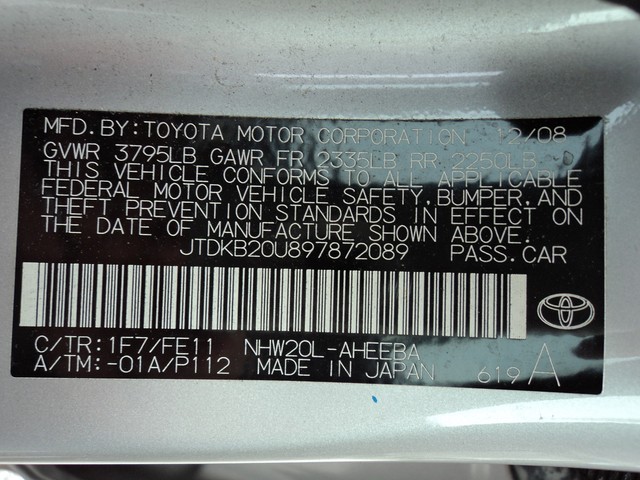 MFD. BY: TOYOTA MOTOR CORPORATION 12/08
GVWR 3795LB GAWR FR 2335LB RR 2250LB
THIS VEHICLE CONFORMS TO ALL APPLICABLE
FEDERAL MOTOR VEHICLE SAFETY, BUMPER, AND
THEFT PREVENTION STANDARDS IN EFFECT ON
THE DATE OF MANUFACTURE SHOWN ABOVE.
JTDKB20U897872089 PASS. CAR
C/TR: 1F7/FE11 NHW20L-AHEEBA
A/TM: -01A/P112 MADE IN JAPAN 619 A